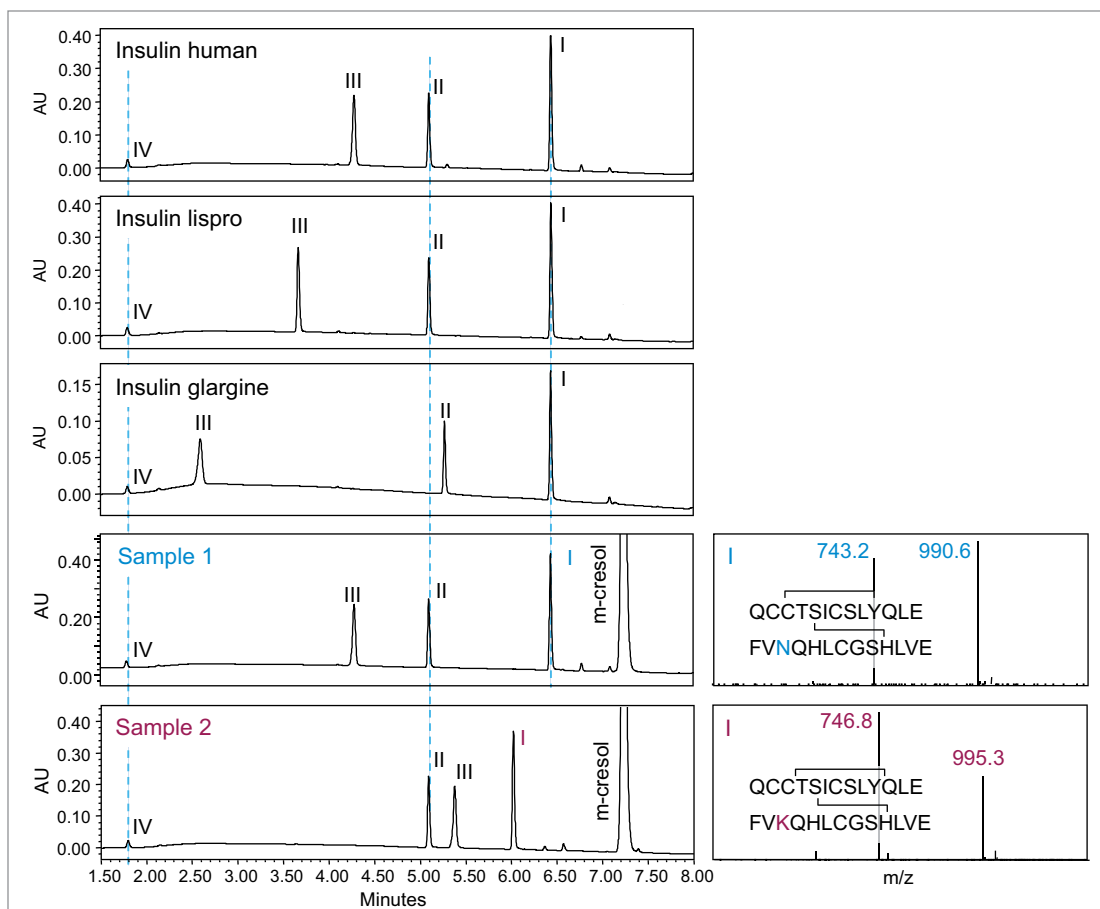 Insulin human
0.40
0.30
0.20
0.10
0.00
AU
IV
III
II
I
Insulin lispro
0.40
0.30
0.20
0.10
0.00
AU
IV
III
II
I
Insulin glargine
0.15
0.10
0.05
0.00
AU
IV
III
II
I
Sample 1
0.40
0.20
0.00
AU
IV
III
II
I
m-cresol
I
743.2
990.6
QCCTSICSLYQLE
FVNQHLCGSHLVE
Sample 2
0.40
0.30
0.20
0.10
0.00
AU
IV
II
III
I
m-cresol
I
746.8
995.3
QCCTSICSLYQLE
FVKQHLCGSHLVE
1.50 2.00 2.50 3.00 3.50 4.00 4.50 5.00 5.50 6.00 6.50 7.00 7.50 8.00
Minutes
m/z